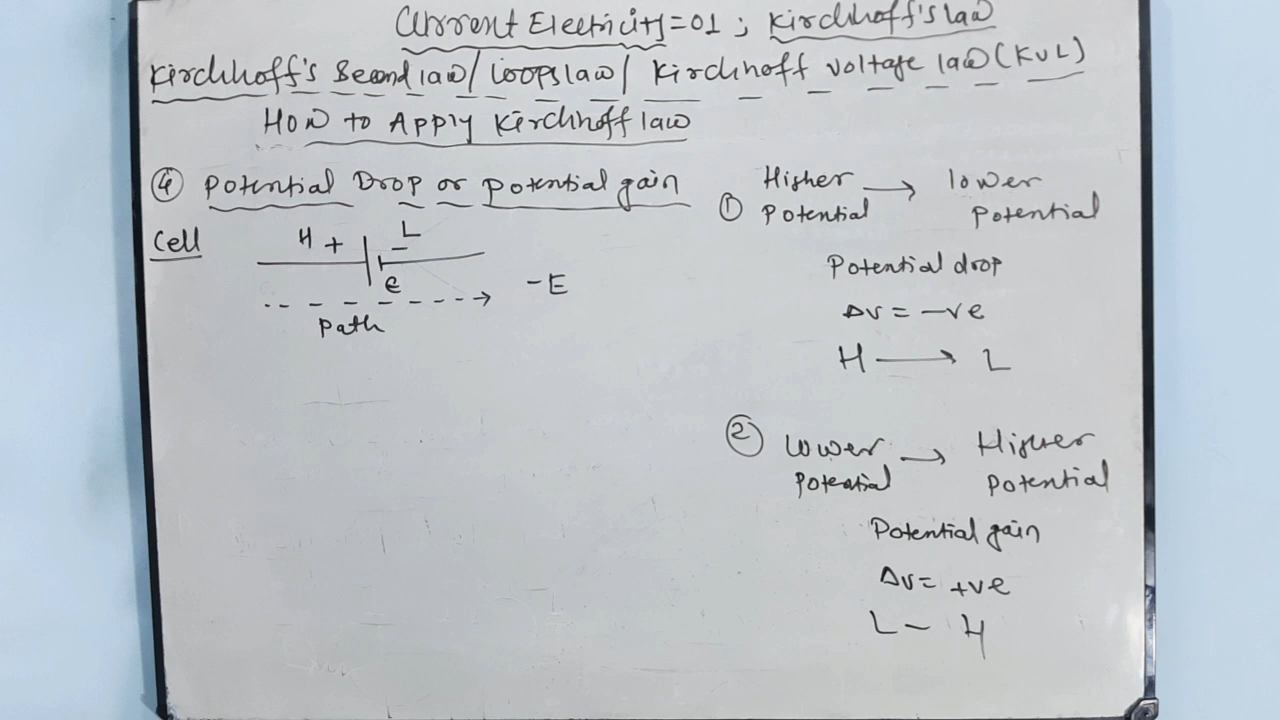 Current Electricity=01; Kirchhoff's law
Kirchhoff's Second law/Loops law/ Kirchhoff voltage law(KVL)
How to Apply Kirchhoff law
④ Potential Drop or potential gain
Cell
H + L −
e
− E
Path
① Higher Potential → lower Potential
Potential drop
Δv = −ve
H → L
② Lower Potential → Higher Potential
Potential gain
Δv= +ve
L − H